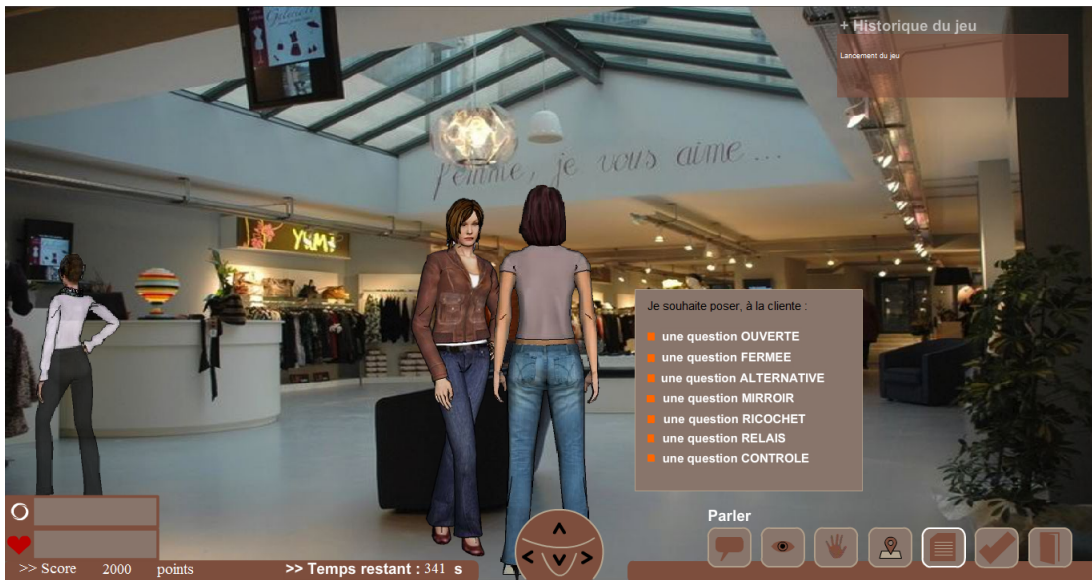 + Historique du jeu
Lancement du jeu
Femme, je vous aime ...
YUMI
Je souhaite poser, à la cliente :
une question OUVERTE
une question FERMEE
une question ALTERNATIVE
une question MIRROIR
une question RICOCHET
une question RELAIS
une question CONTROLE
Parler
>> Score 2000 points
>> Temps restant : 341 s